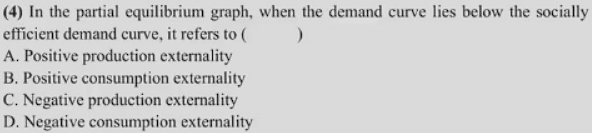 (4) In the partial equilibrium graph, when the demand curve lies below the socially
efficient demand curve, it refers to (          )
A. Positive production externality
B. Positive consumption externality
C. Negative production externality
D. Negative consumption externality